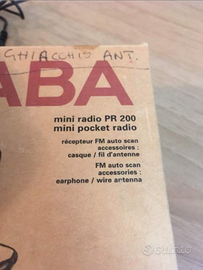 GHIACCHIO ANT.
ABA
mini radio PR 200
mini pocket radio
récepteur FM auto scan
accessoires :
casque / fil d'antenne
FM auto scan
accessories :
earphone / wire antenna
subito